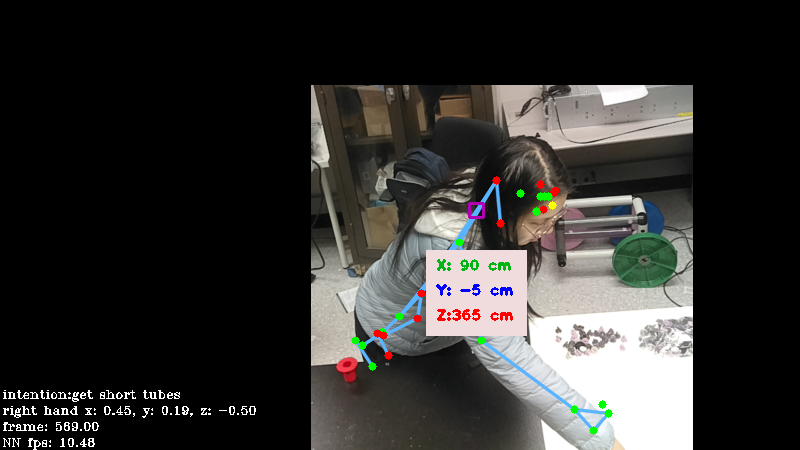 X: 90 cm
Y: -5 cm
Z:365 cm
intention:get short tubes
right hand x: 0.45, y: 0.19, z: -0.50
frame: 569.00
NN fps: 10.48